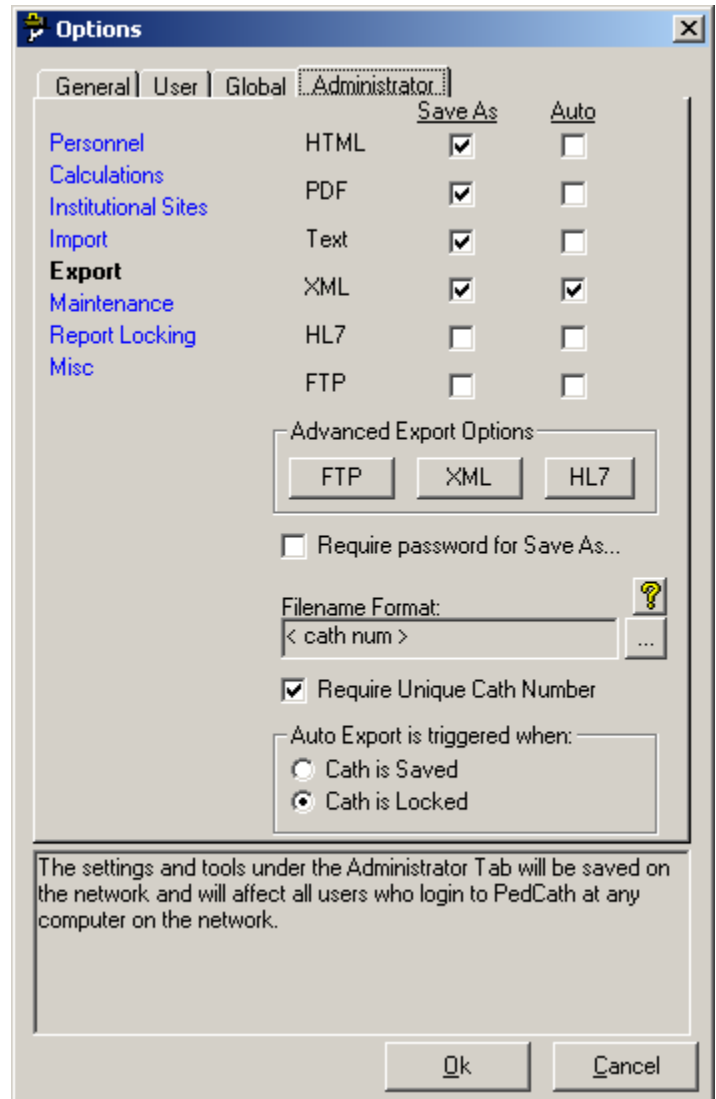 Options
General User Global Administrator
Save As Auto
Personnel
Calculations
Institutional Sites
Import
Export
Maintenance
Report Locking
Misc
HTML
PDF
Text
XML
HL7
FTP
Advanced Export Options
FTP XML HL7
Require password for Save As...
Filename Format:
< cath num >
...
Require Unique Cath Number
Auto Export is triggered when:
Cath is Saved
Cath is Locked
The settings and tools under the Administrator Tab will be saved on
the network and will affect all users who login to PedCath at any
computer on the network.
Ok Cancel